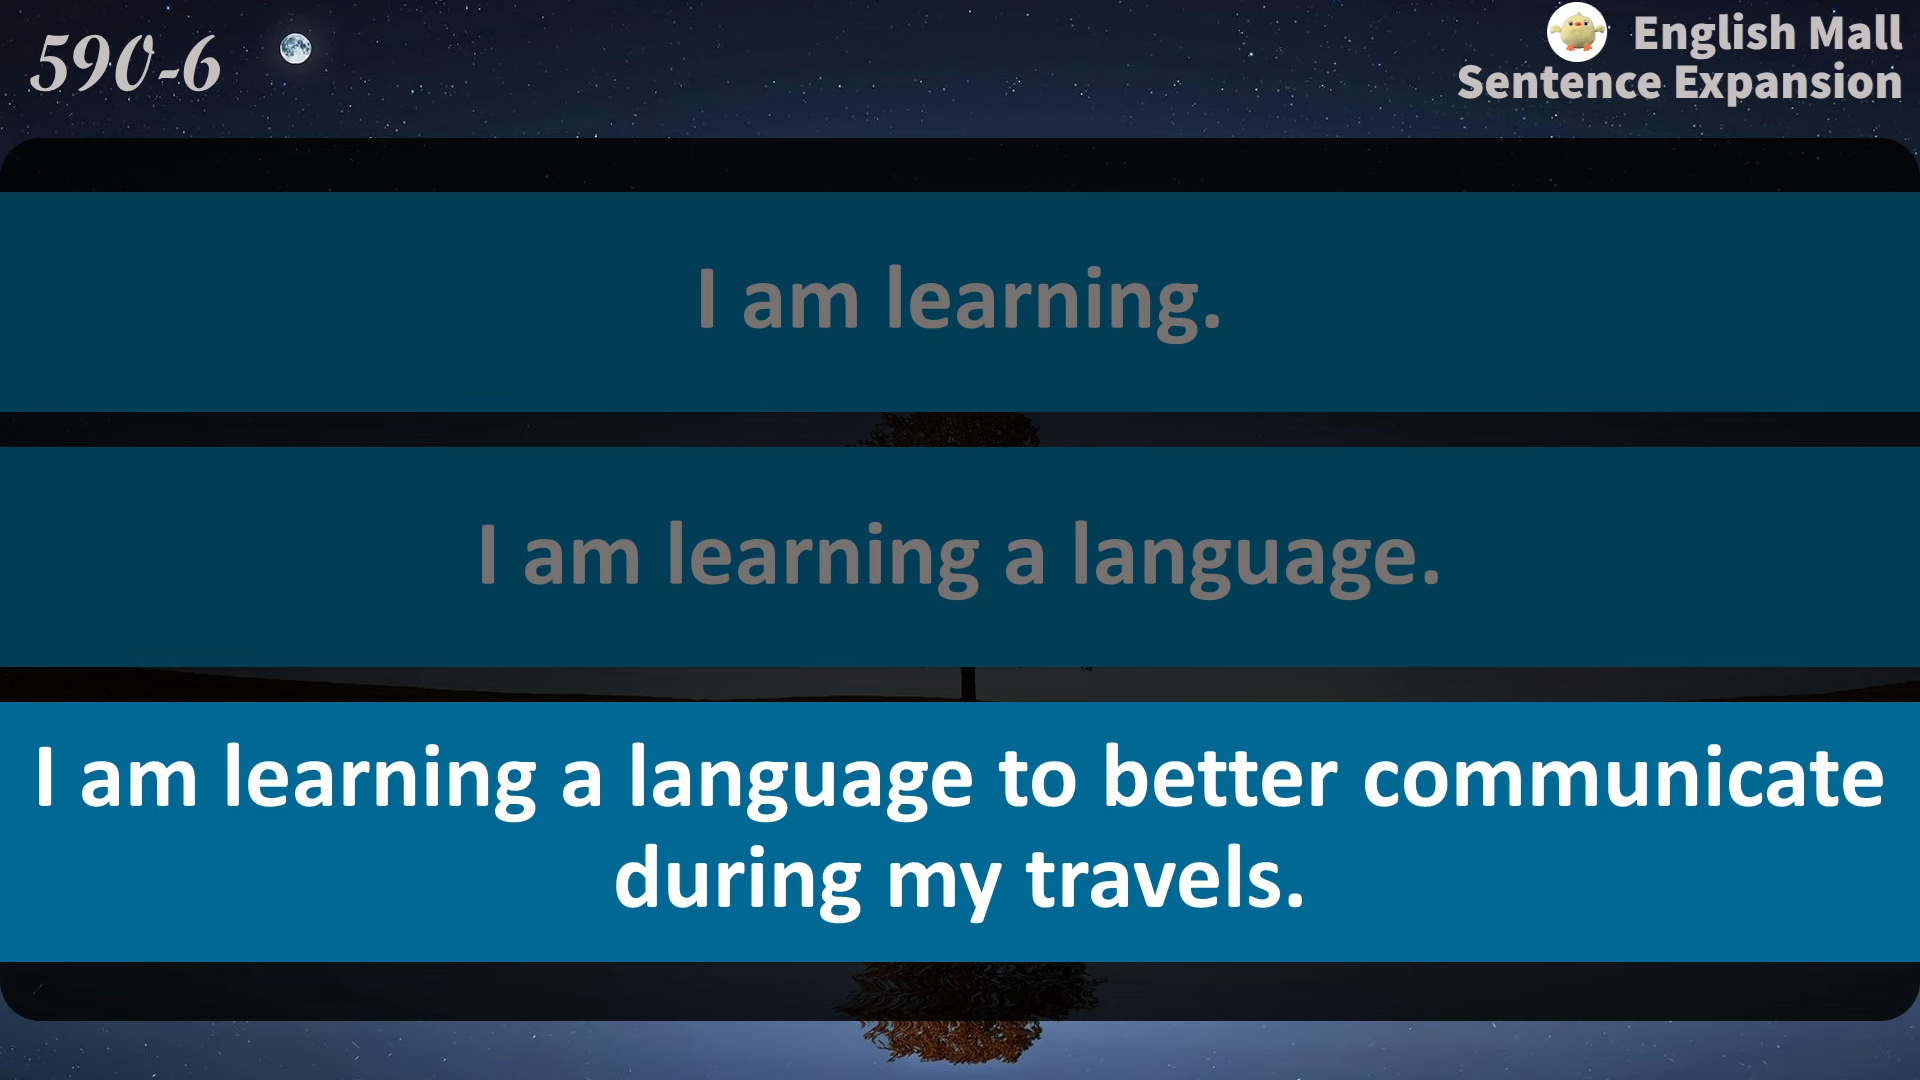 590-6
English Mall
Sentence Expansion
I am learning.
I am learning a language.
I am learning a language to better communicate
during my travels.